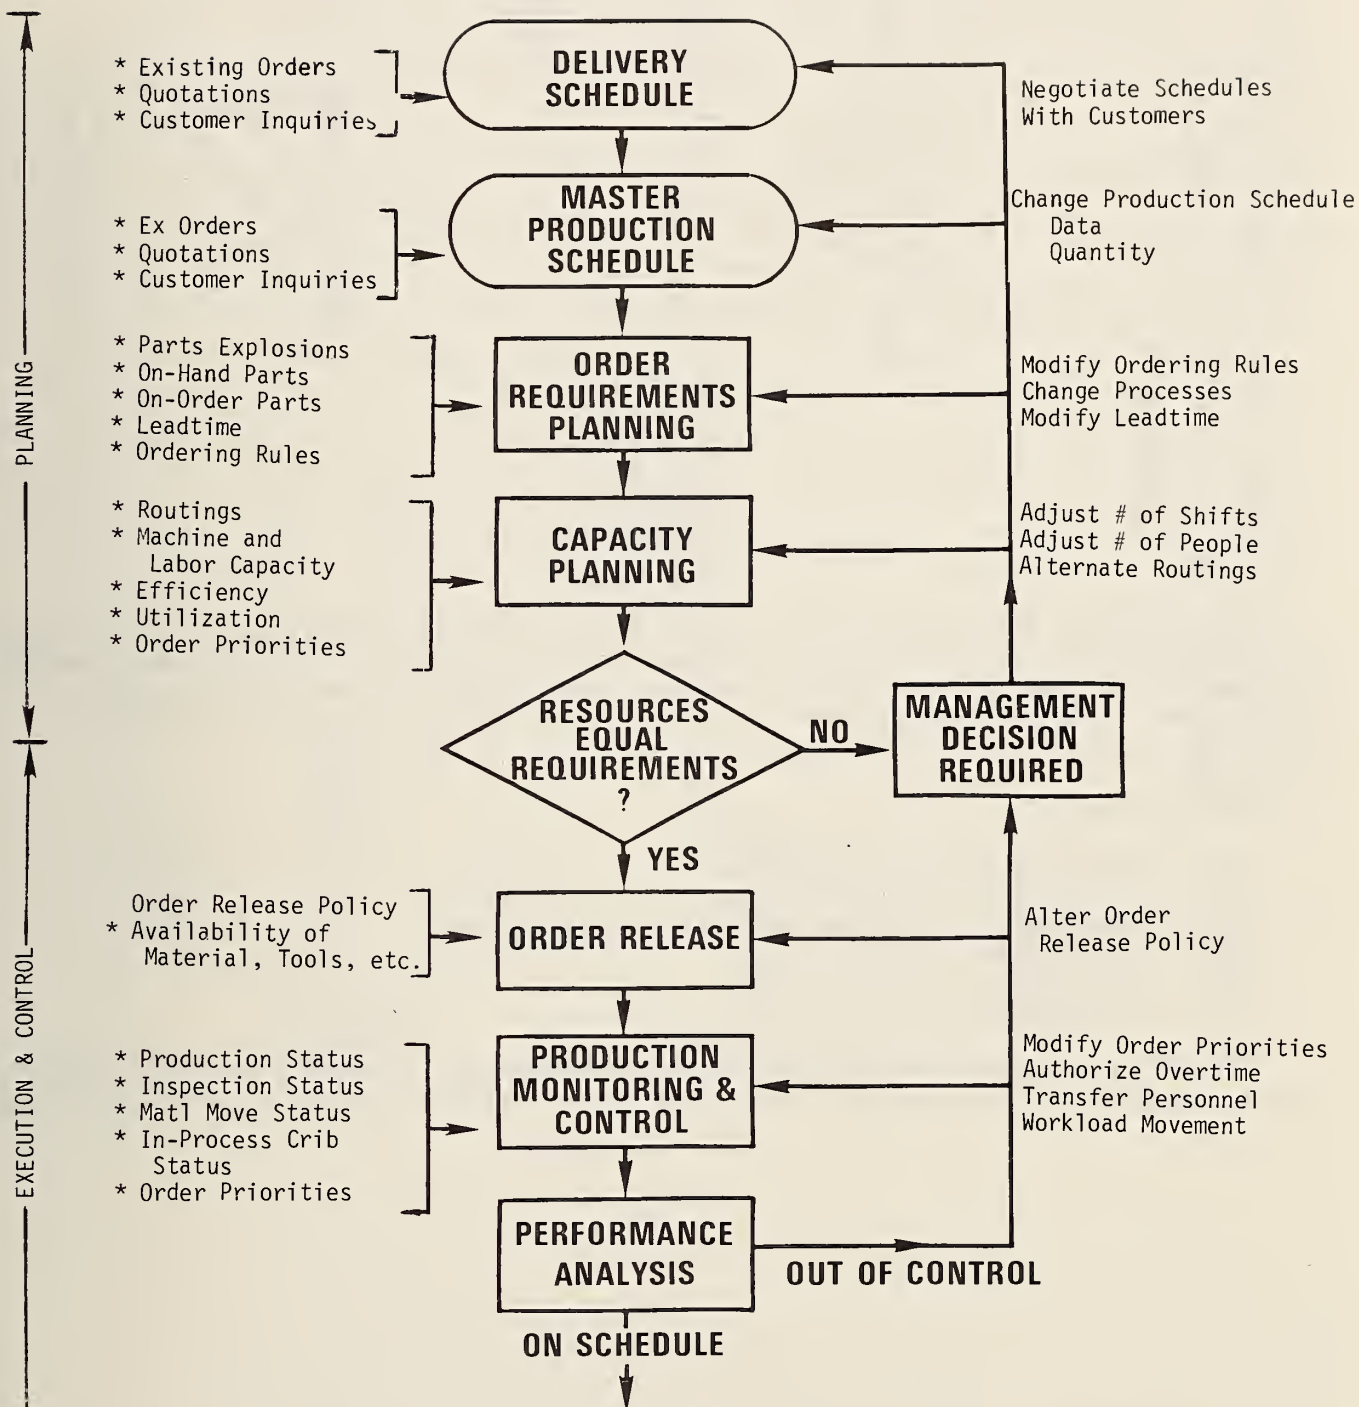 PLANNING
EXECUTION & CONTROL
* Existing Orders
* Quotations
* Customer Inquiries
DELIVERY
SCHEDULE
Negotiate Schedules
With Customers
* Ex Orders
* Quotations
* Customer Inquiries
MASTER
PRODUCTION
SCHEDULE
Change Production Schedule
Data
Quantity
* Parts Explosions
* On-Hand Parts
* On-Order Parts
* Leadtime
* Ordering Rules
ORDER
REQUIREMENTS
PLANNING
Modify Ordering Rules
Change Processes
Modify Leadtime
* Routings
* Machine and
Labor Capacity
* Efficiency
* Utilization
* Order Priorities
CAPACITY
PLANNING
Adjust # of Shifts
Adjust # of People
Alternate Routings
RESOURCES
EQUAL
REQUIREMENTS
?
NO
MANAGEMENT
DECISION
REQUIRED
YES
Order Release Policy
* Availability of
Material, Tools, etc.
ORDER RELEASE
Alter Order
Release Policy
* Production Status
* Inspection Status
* Matl Move Status
* In-Process Crib
Status
* Order Priorities
PRODUCTION
MONITORING &
CONTROL
Modify Order Priorities
Authorize Overtime
Transfer Personnel
Workload Movement
PERFORMANCE
ANALYSIS
OUT OF CONTROL
ON SCHEDULE